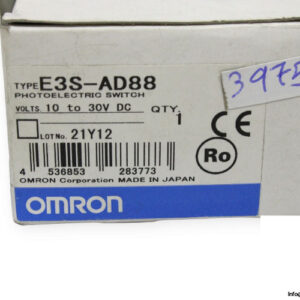 TYPE E3S-AD88
PHOTOELECTRIC SWITCH
VOLTS 10 to 30V DC QTY.
1
LOT No. 21Y12
CE
Ro
4 536853 283773
OMRON Corporation MADE IN JAPAN
OMRON